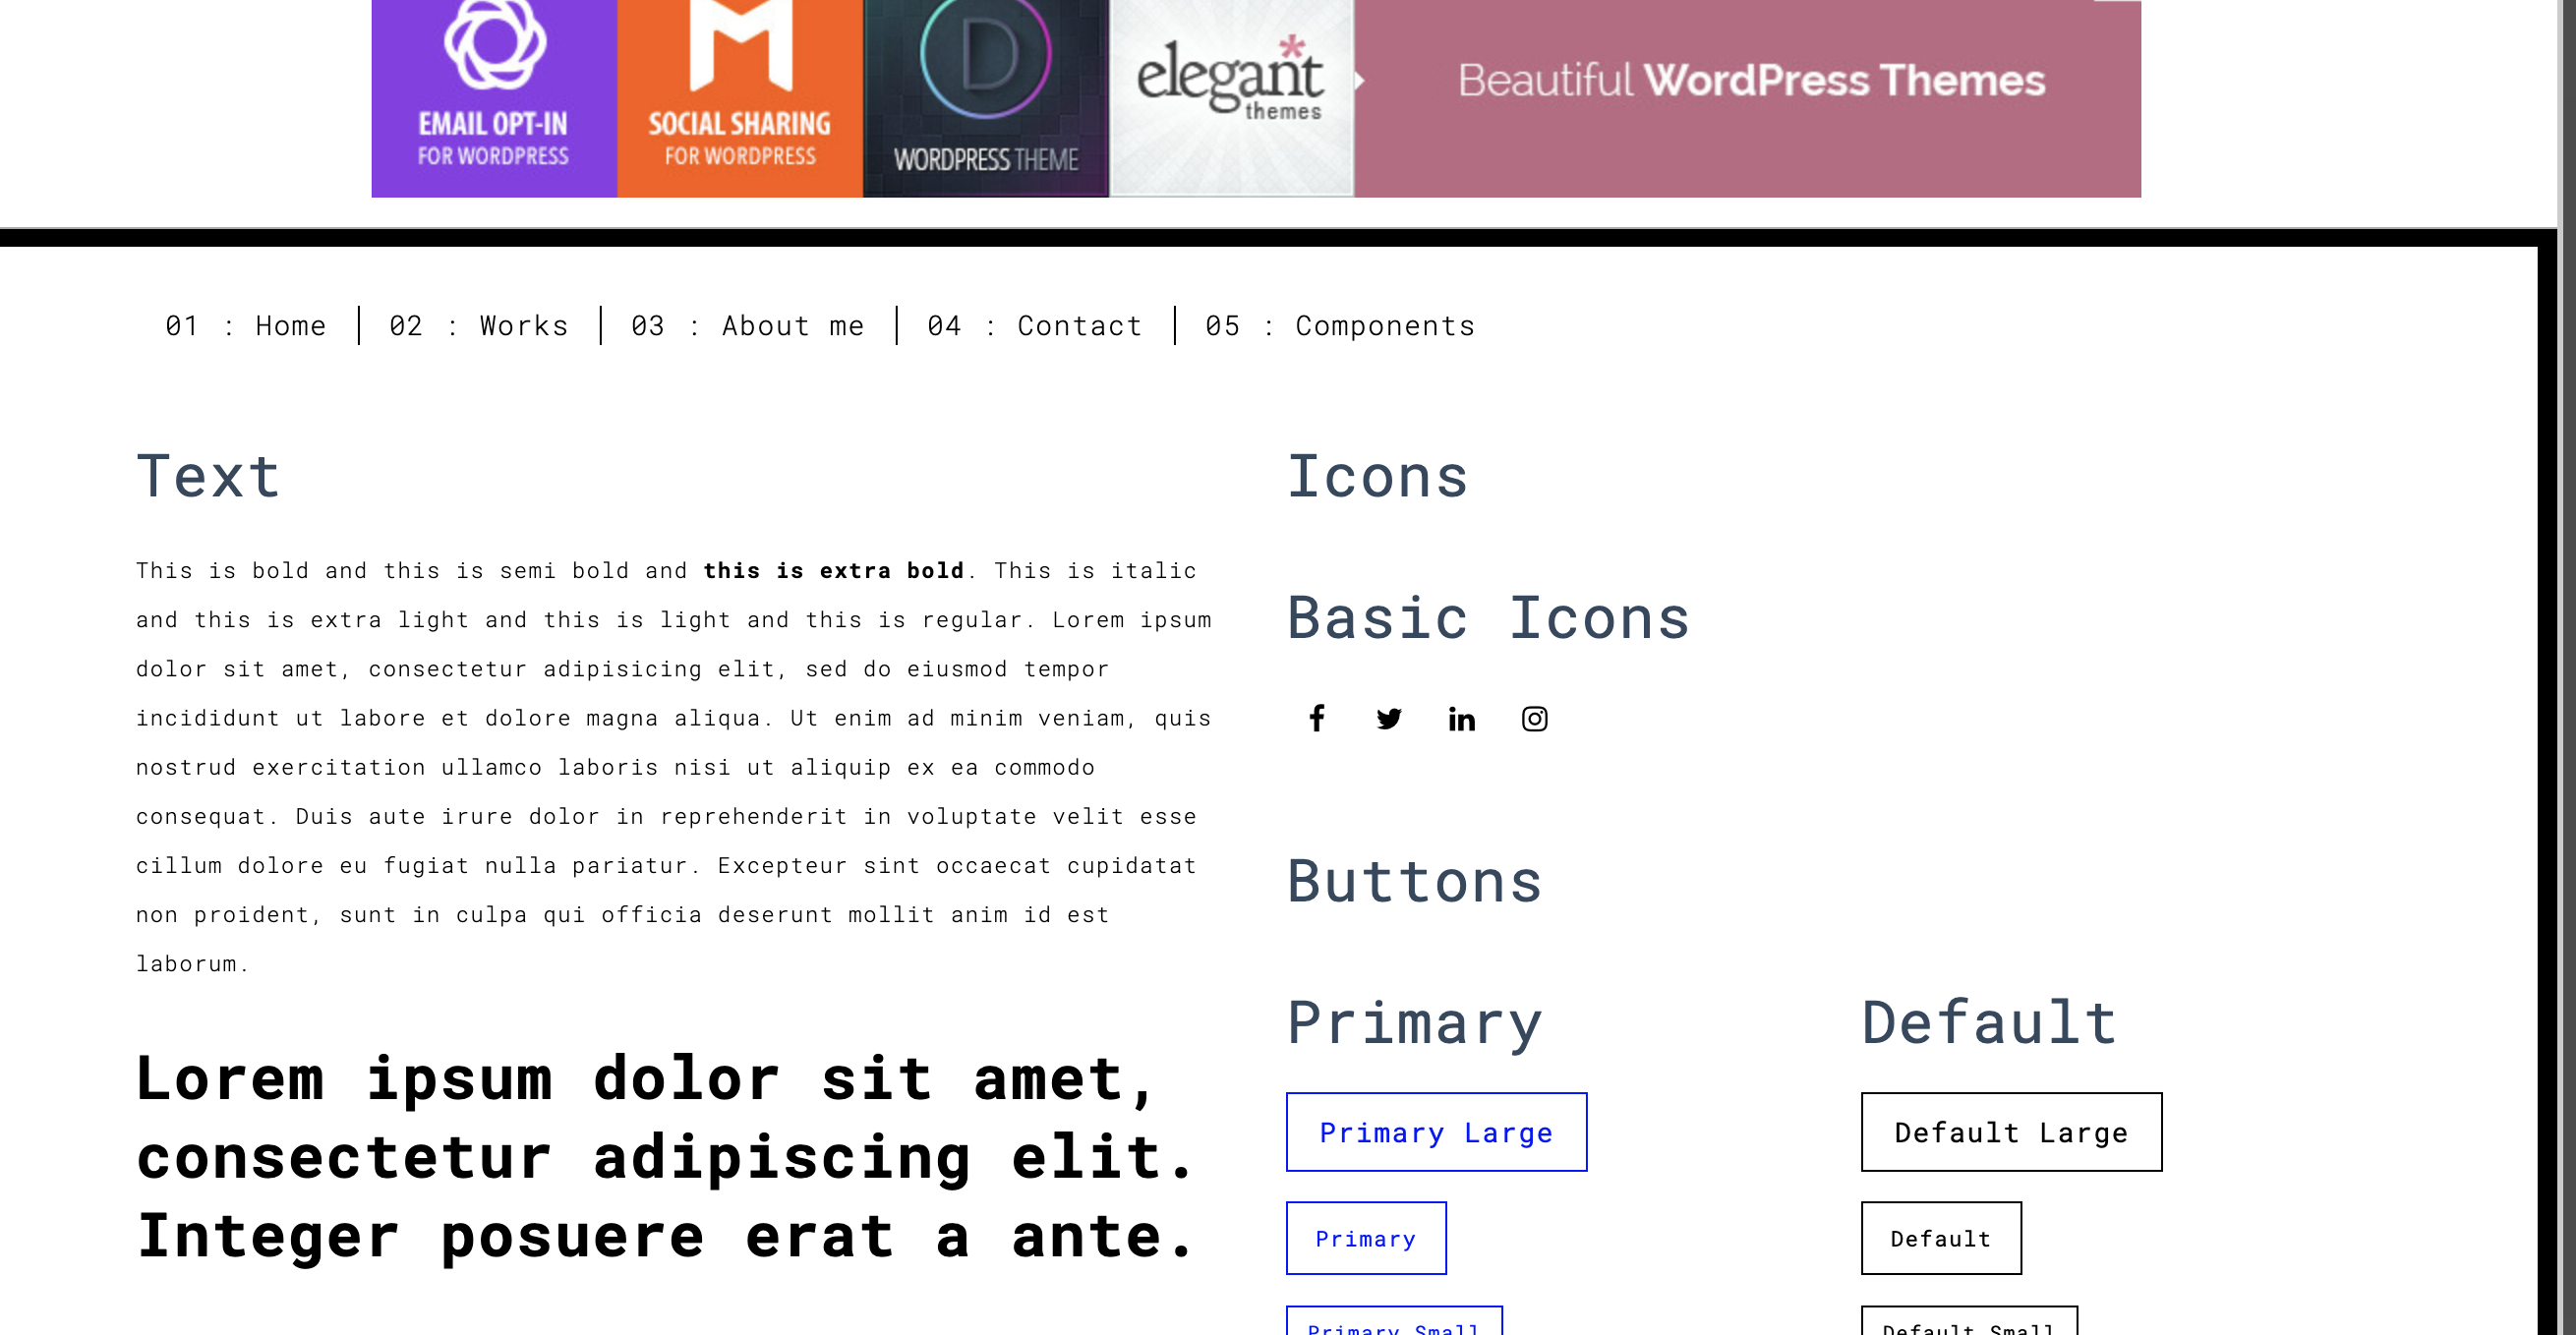 EMAIL OPT-IN
FOR WORDPRESS
SOCIAL SHARING
FOR WORDPRESS
D
WORDPRESS THEME
elegant
themes
Beautiful WordPress Themes
01 : Home
02 : Works
03 : About me
04 : Contact
05 : Components
Text
This is bold and this is semi bold and this is extra bold. This is italic
and this is extra light and this is light and this is regular. Lorem ipsum
dolor sit amet, consectetur adipisicing elit, sed do eiusmod tempor
incididunt ut labore et dolore magna aliqua. Ut enim ad minim veniam, quis
nostrud exercitation ullamco laboris nisi ut aliquip ex ea commodo
consequat. Duis aute irure dolor in reprehenderit in voluptate velit esse
cillum dolore eu fugiat nulla pariatur. Excepteur sint occaecat cupidatat
non proident, sunt in culpa qui officia deserunt mollit anim id est
laborum.
Lorem ipsum dolor sit amet,
consectetur adipiscing elit.
Integer posuere erat a ante.
Icons
Basic Icons
Buttons
Primary
Primary Large
Primary
Primary Small
Default
Default Large
Default
Default Small